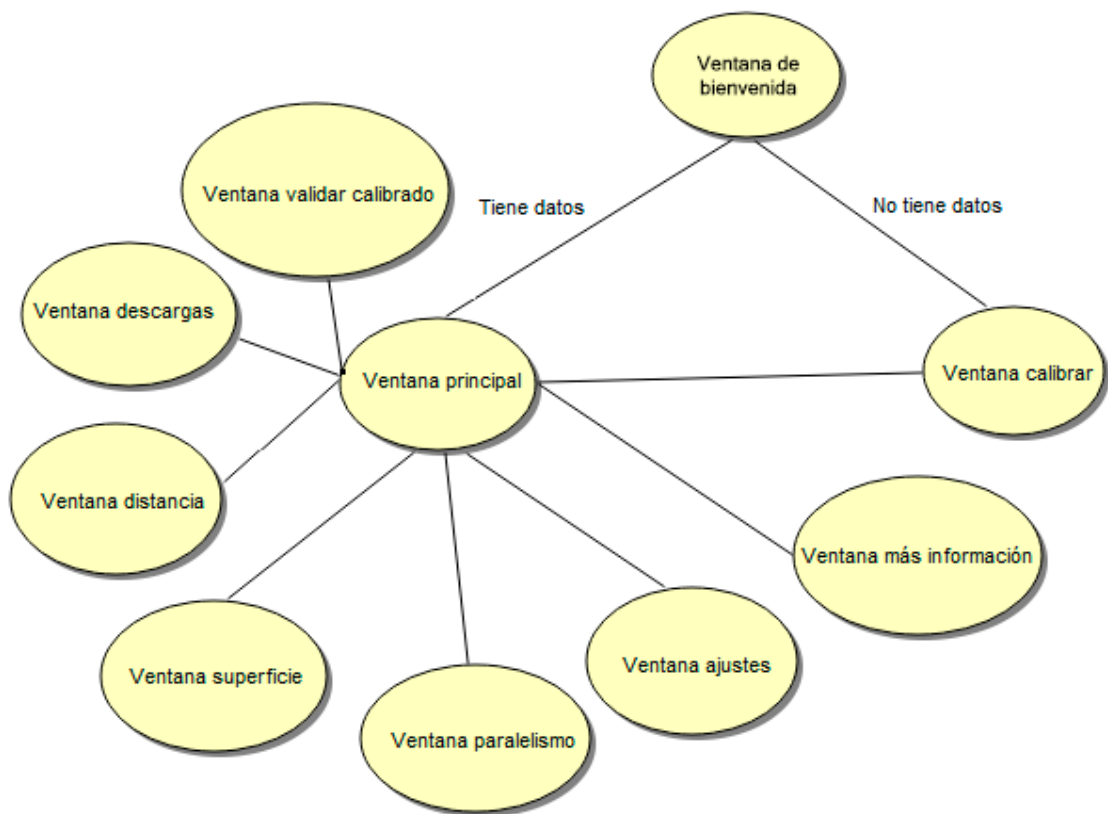 Ventana de
bienvenida
Ventana validar calibrado
Tiene datos
No tiene datos
Ventana descargas
Ventana principal
Ventana calibrar
Ventana distancia
Ventana más información
Ventana superficie
Ventana ajustes
Ventana paralelismo